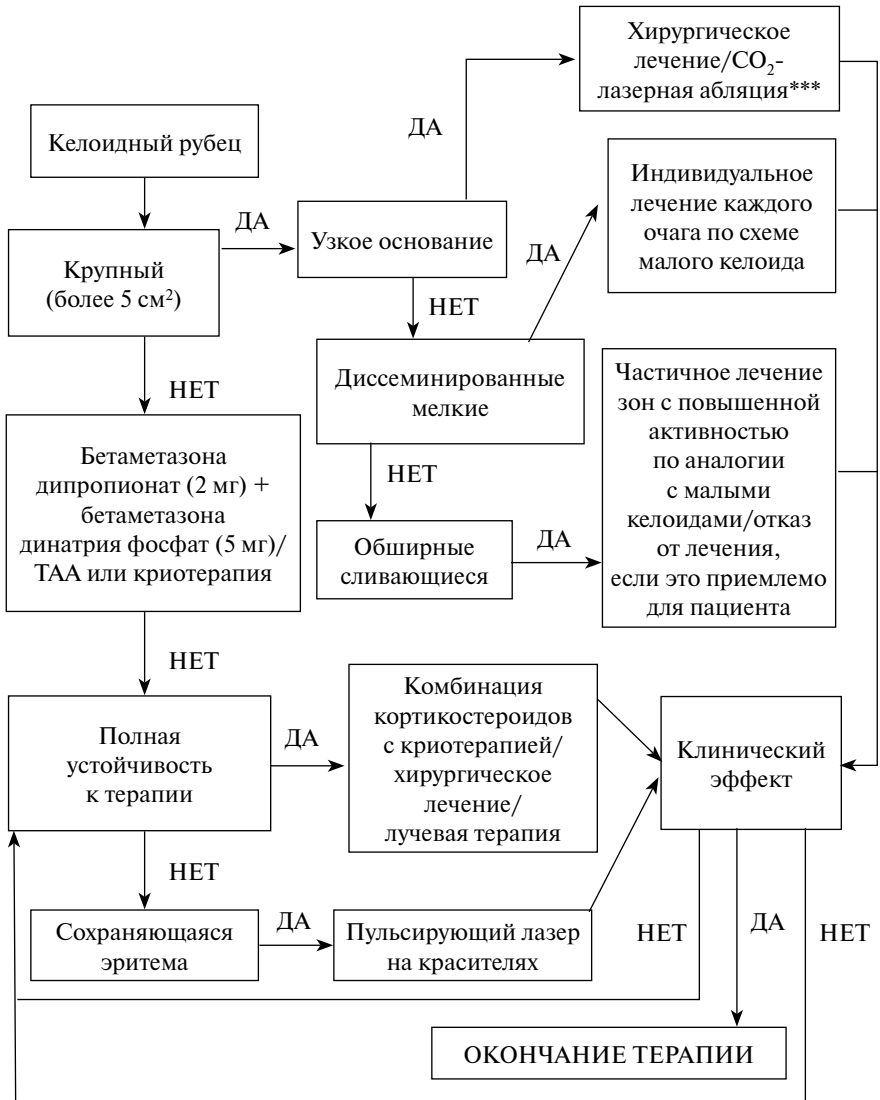 Хирургическое
лечение/CO₂-
лазерная абляция***
ДА
Келоидный рубец
Индивидуальное
лечение каждого
очага по схеме
малого келоида
ДА
Узкое основание
ДА
Крупный
(более 5 см²)
НЕТ
НЕТ
Диссеминированные
мелкие
Частичное лечение
зон с повышенной
активностью
по аналогии
с малыми
келоидами/отказ
от лечения,
если это приемлемо
для пациента
Бетаметазона
дипропионат (2 мг) +
бетаметазона
динатрия фосфат (5 мг)/
ТАА или криотерапия
НЕТ
Обширные
сливающиеся
ДА
НЕТ
Полная
устойчивость
к терапии
ДА
Комбинация
кортикостероидов
с криотерапией/
хирургическое
лечение/
лучевая терапия
Клинический
эффект
НЕТ
Сохраняющаяся
эритема
ДА
Пульсирующий лазер
на красителях
НЕТ
ДА
НЕТ
ОКОНЧАНИЕ ТЕРАПИИ